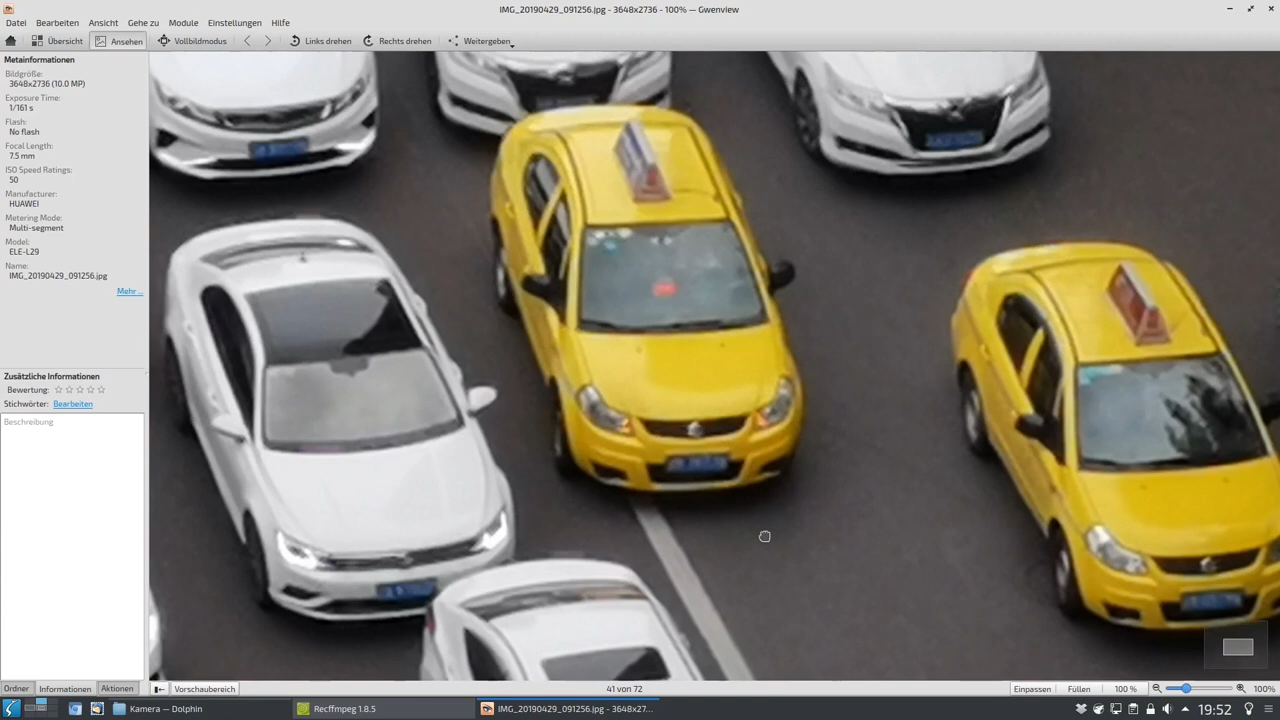 IMG_20190429_091256.jpg - 3648x2736 - 100% — Gwenview
Datei Bearbeiten Ansicht Gehe zu Module Einstellungen Hilfe
Übersicht Ansehen Vollbildmodus Links drehen Rechts drehen Weitergeben
Metainformationen
Bildgröße:
3648x2736 (10.0 MP)
Exposure Time:
1/161 s
Flash:
No flash
Focal Length:
7.5 mm
ISO Speed Ratings:
50
Manufacturer:
HUAWEI
Metering Mode:
Multi-segment
Model:
ELE-L29
Name:
IMG_20190429_091256.jpg
Mehr ...
Zusätzliche Informationen
Bewertung:
Stichwörter: Bearbeiten
Beschreibung
Ordner Informationen Aktionen Vorschaubereich 41 von 72 Einpassen Füllen 100 % 100%
Kamera — Dolphin Recffmpeg 1.8.5 IMG_20190429_091256.jpg - 3648x27... 19:52